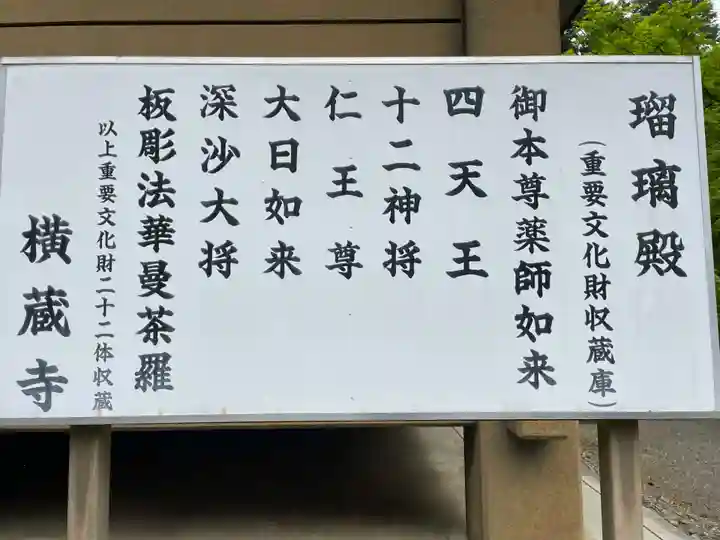 瑠璃殿
(重要文化財収蔵庫)
御本尊薬師如来
四天王
十二神将
仁王尊
大日如来
深沙大将
板彫法華曼荼羅
以上重要文化財二十二体収蔵
横蔵寺